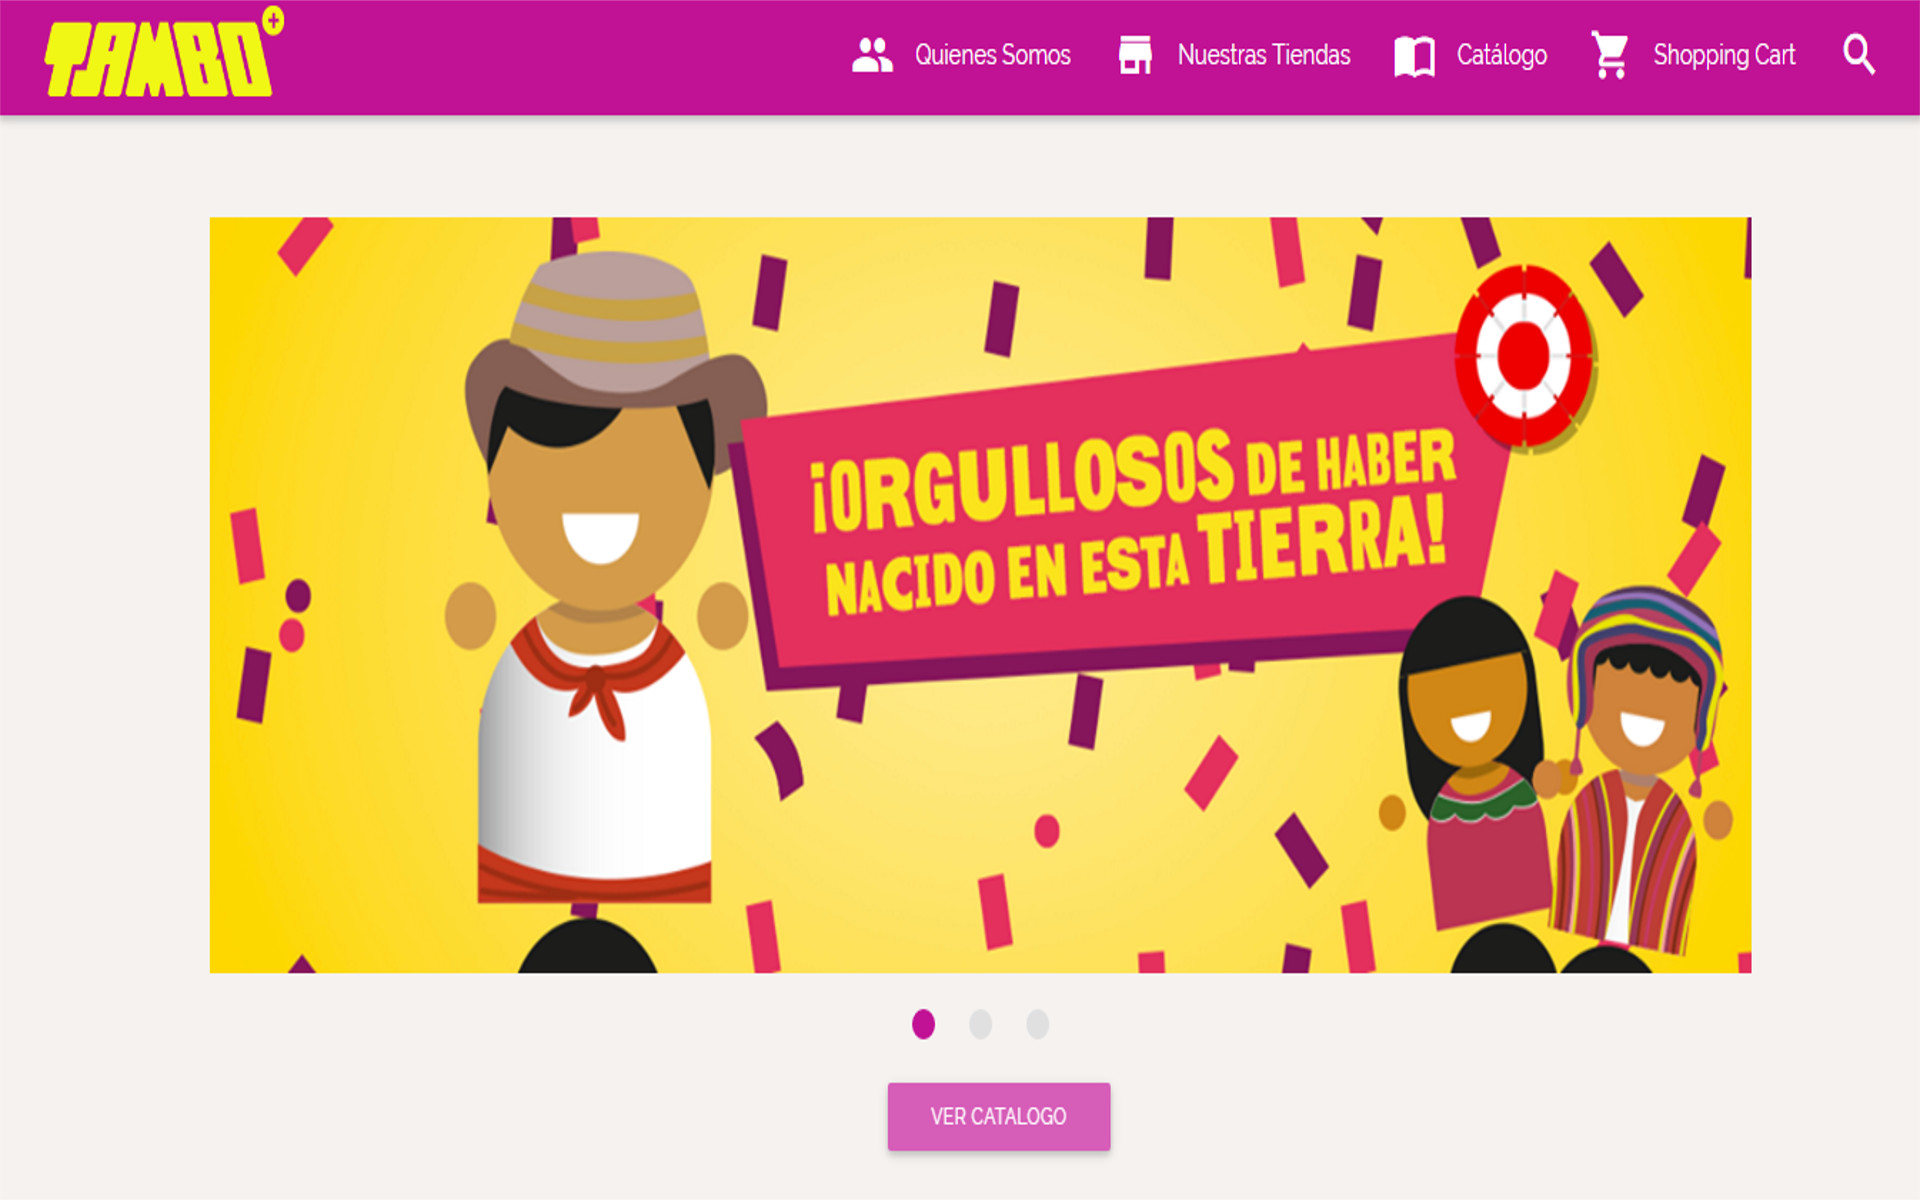 TAMBO+
Quienes Somos
Nuestras Tiendas
Catálogo
Shopping Cart
¡ORGULLOSOS DE HABER
NACIDO EN ESTA TIERRA!
VER CATALOGO